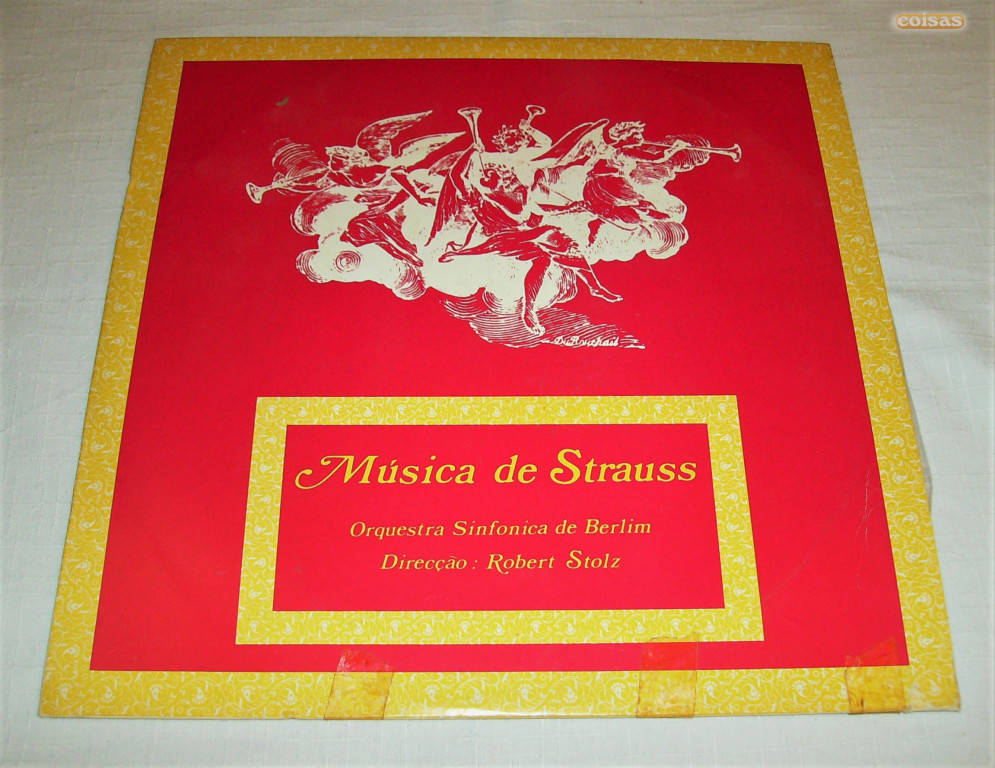 coisas
Música de Strauss
Orquestra Sinfonica de Berlim
Direcção : Robert Stolz